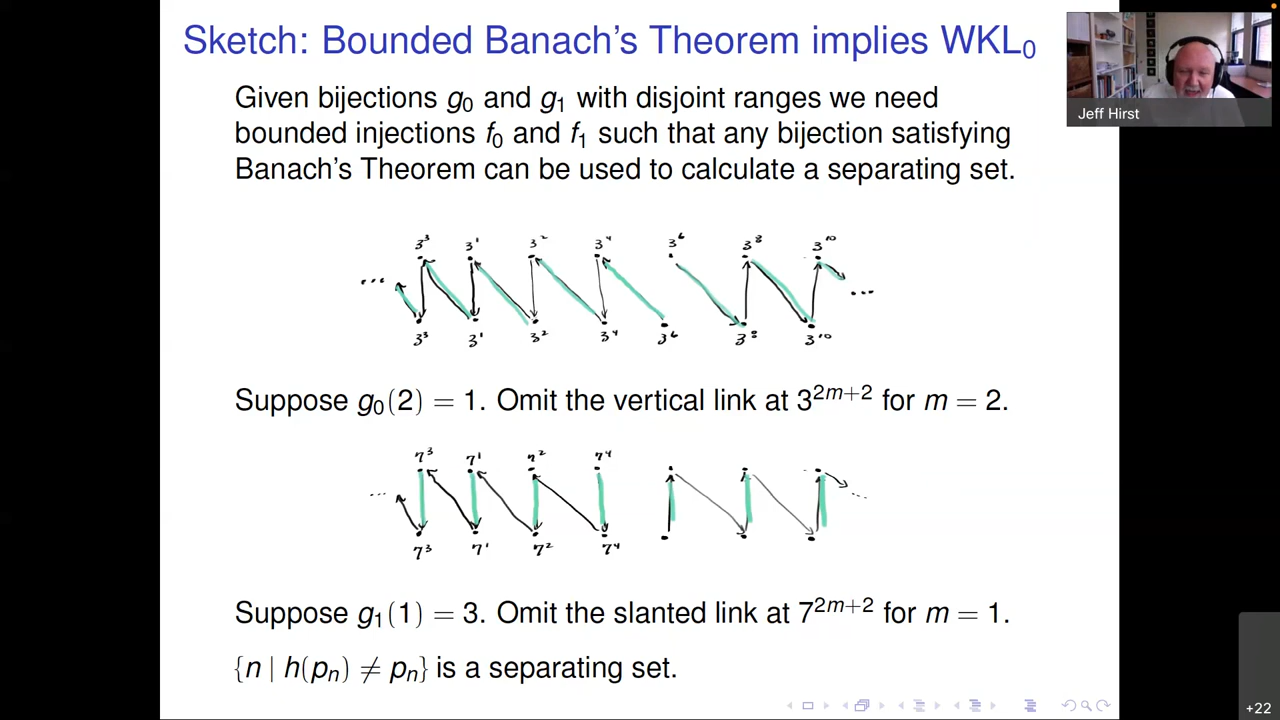 Sketch: Bounded Banach's Theorem implies WKL₀
Jeff Hirst
Given bijections g₀ and g₁ with disjoint ranges we need
bounded injections f₀ and f₁ such that any bijection satisfying
Banach's Theorem can be used to calculate a separating set.
3³ 3¹ 3² 3⁴ 3⁶ 3⁸ 3¹⁰
... ...
3³ 3¹ 3² 3⁴ 3⁶ 3⁸ 3¹⁰
Suppose g₀(2) = 1. Omit the vertical link at 3²ᵐ⁺² for m = 2.
7³ 7¹ 7² 7⁴
... ...
7³ 7¹ 7² 7⁴
Suppose g₁(1) = 3. Omit the slanted link at 7²ᵐ⁺² for m = 1.
{n | h(pₙ) ≠ pₙ} is a separating set.
+22